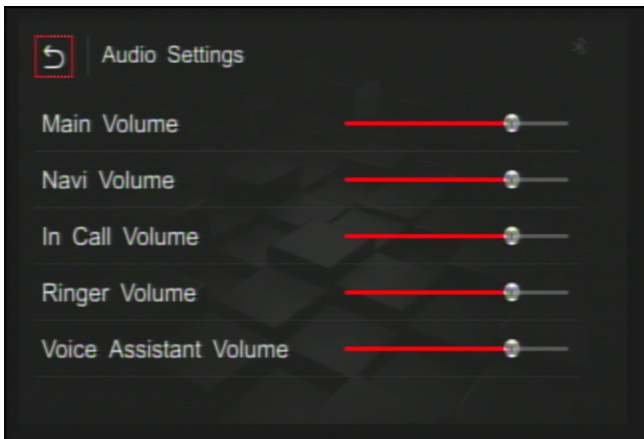 Audio Settings
Main Volume
Navi Volume
In Call Volume
Ringer Volume
Voice Assistant Volume